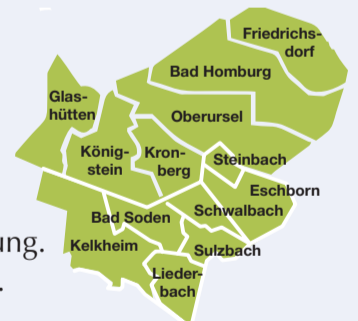 Friedrichs-
dorf
Bad Homburg
Glas-
hütten
Oberursel
König-
stein
Kron-
berg
Steinbach
Eschborn
Schwalbach
Bad Soden
Kelkheim
Sulzbach
Lieder-
bach
ung.
.